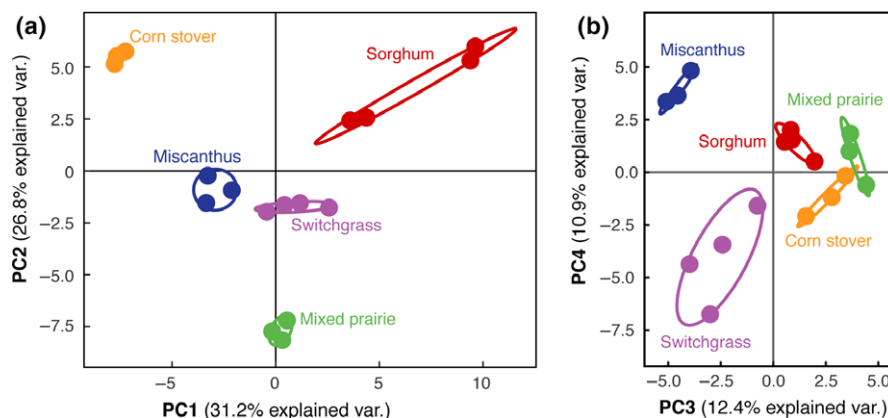 (a)
Corn stover
Sorghum
Miscanthus
Switchgrass
Mixed prairie
5.0
2.5
0
−2.5
−5.0
−7.5
PC2 (26.8% explained var.)
−5
0
5
10
PC1 (31.2% explained var.)
(b)
Miscanthus
Mixed prairie
Sorghum
Corn stover
Switchgrass
5.0
2.5
0.0
−2.5
−5.0
−7.5
PC4 (10.9% explained var.)
−5.0
−2.5
0.0
2.5
5.0
PC3 (12.4% explained var.)